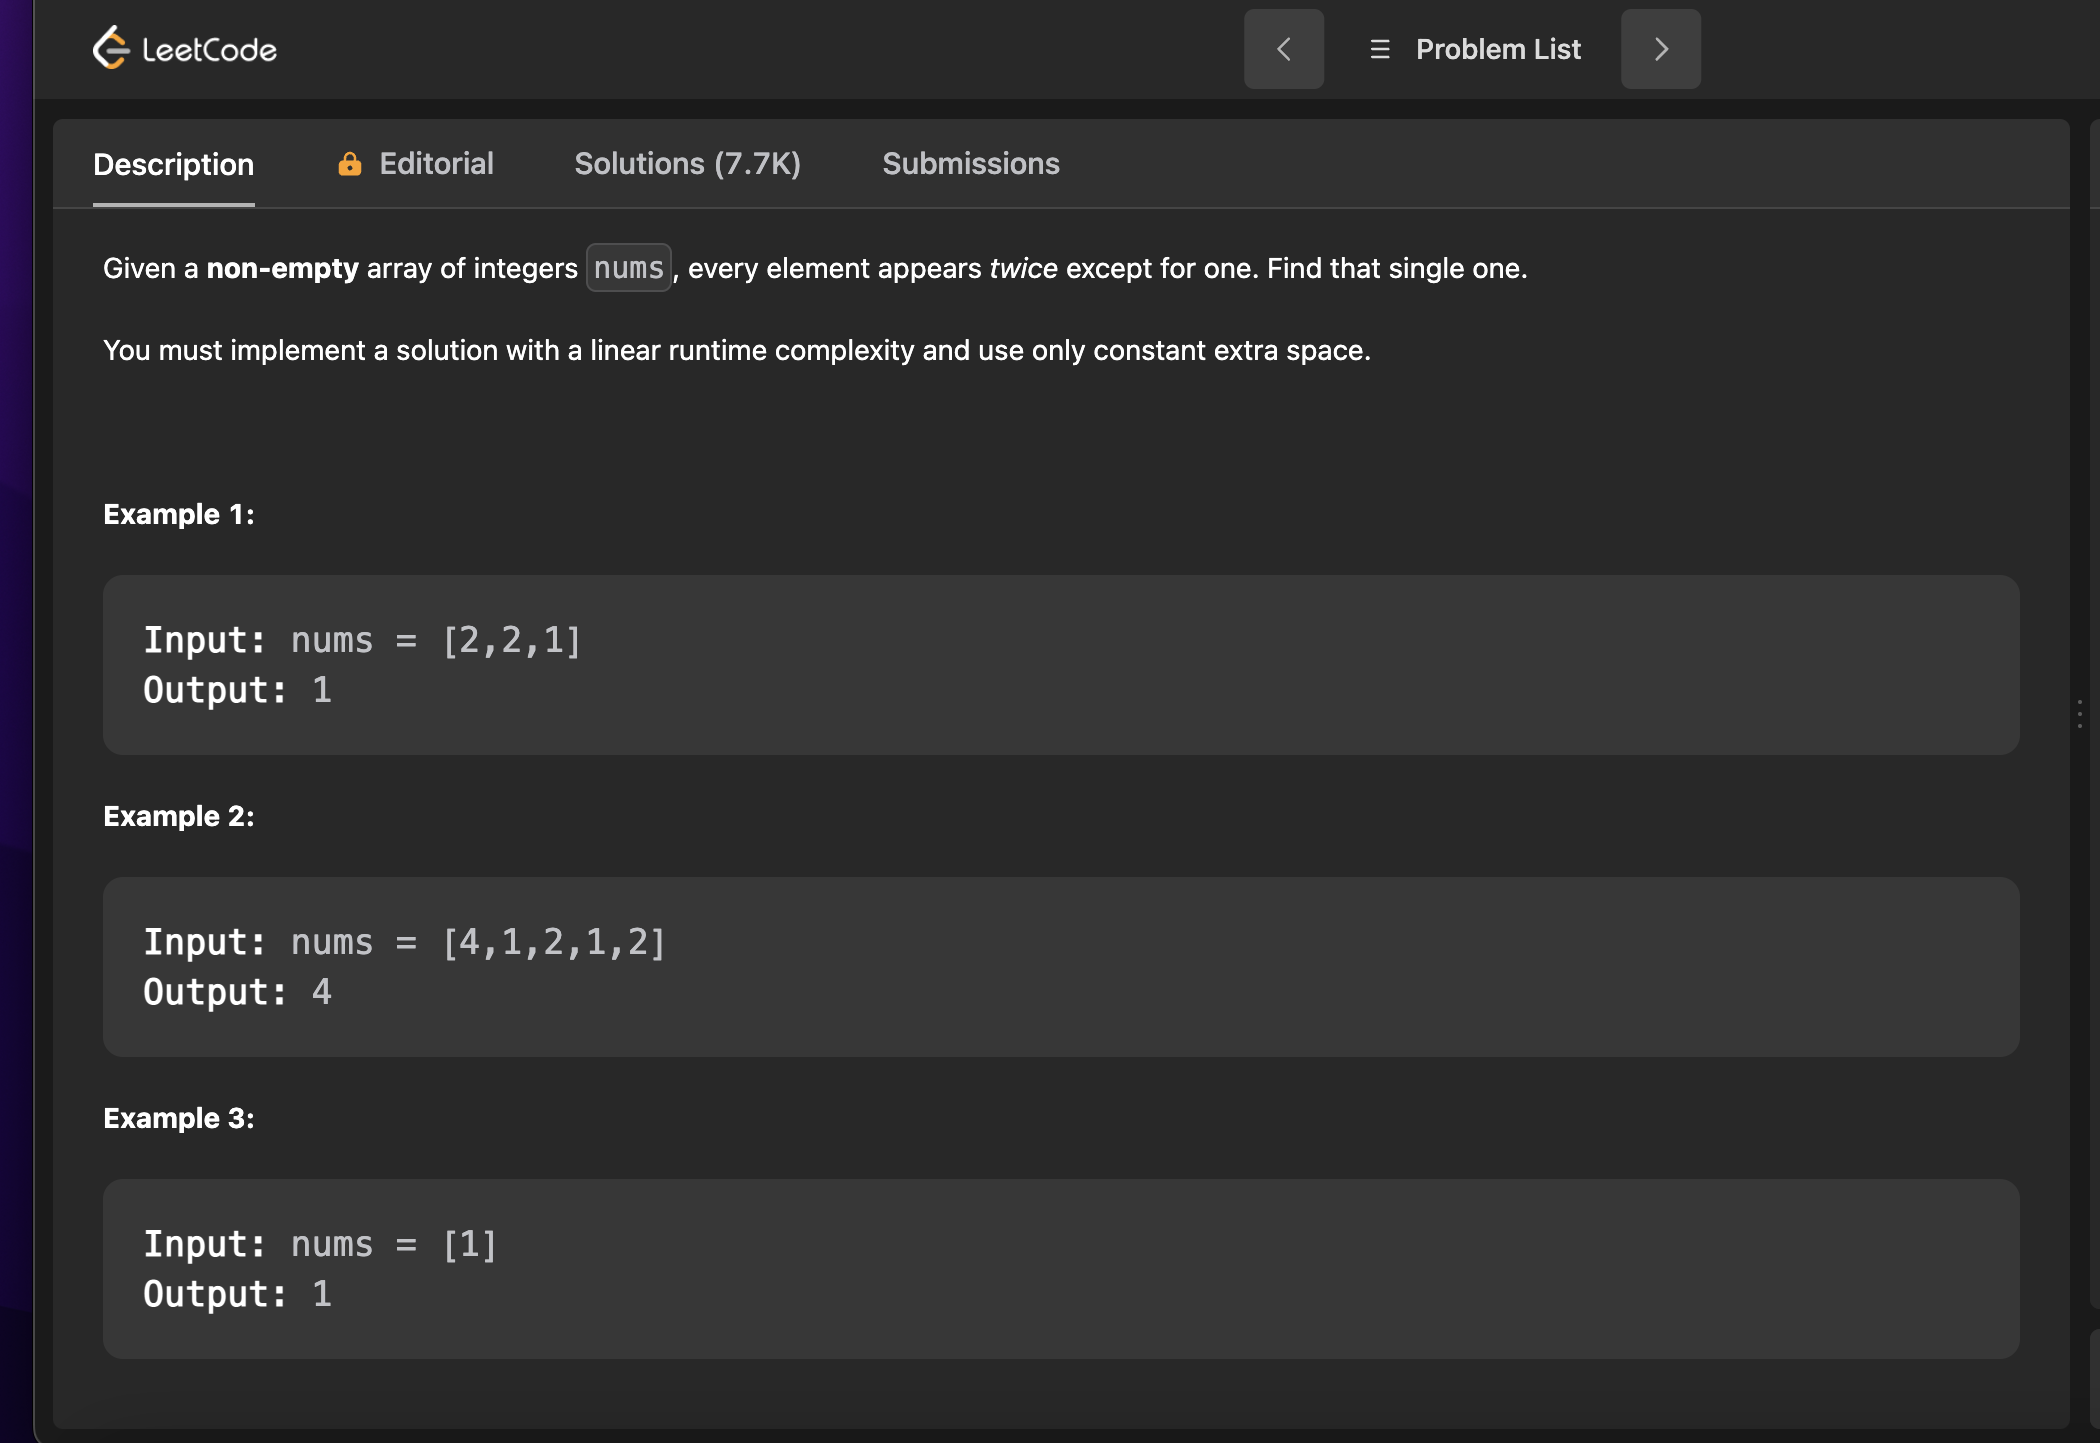 LeetCode
Problem List
Description Editorial Solutions (7.7K) Submissions
Given a non-empty array of integers nums, every element appears twice except for one. Find that single one.
You must implement a solution with a linear runtime complexity and use only constant extra space.
Example 1:
Input: nums = [2,2,1]
Output: 1
Example 2:
Input: nums = [4,1,2,1,2]
Output: 4
Example 3:
Input: nums = [1]
Output: 1